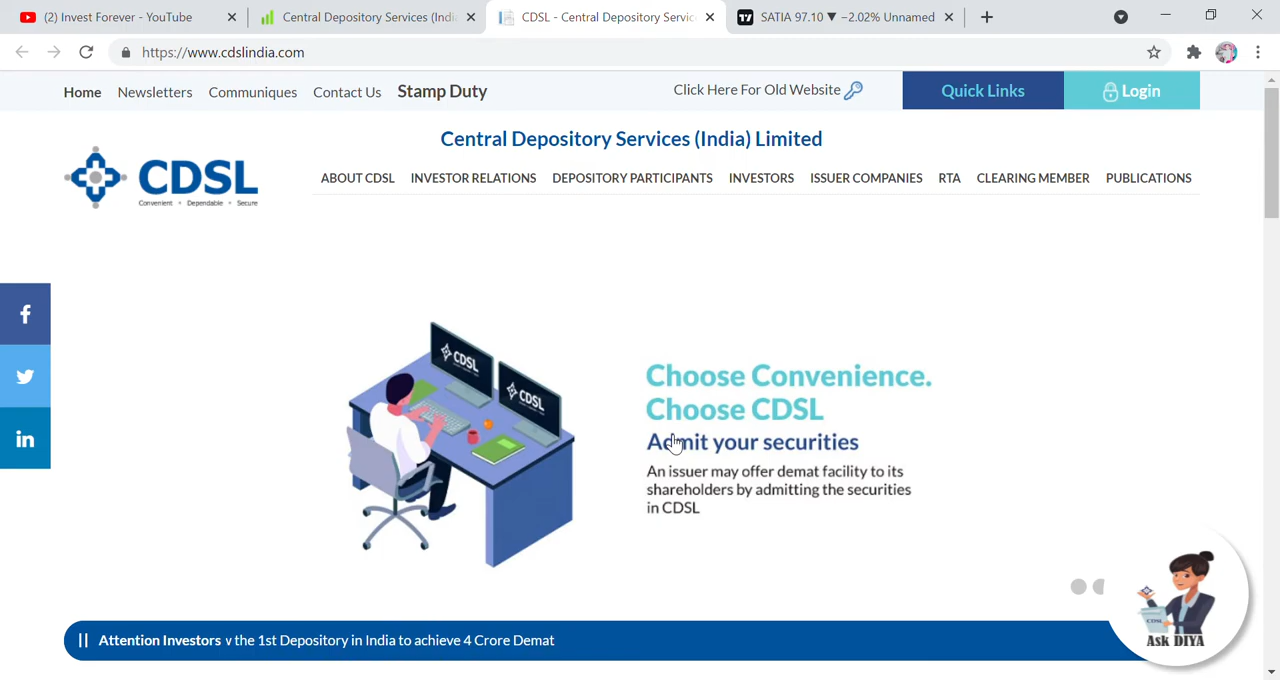 (2) Invest Forever - YouTube
Central Depository Services (Indi
CDSL - Central Depository Servic
SATIA 97.10 ▼ −2.02% Unnamed
https://www.cdslindia.com
Home Newsletters Communiques Contact Us Stamp Duty Click Here For Old Website Quick Links Login
Central Depository Services (India) Limited
CDSL
Convenient • Dependable • Secure
ABOUT CDSL INVESTOR RELATIONS DEPOSITORY PARTICIPANTS INVESTORS ISSUER COMPANIES RTA CLEARING MEMBER PUBLICATIONS
CDSL
CDSL
Choose Convenience.
Choose CDSL
Admit your securities
An issuer may offer demat facility to its
shareholders by admitting the securities
in CDSL
CDSL
Ask DIYA
Attention Investors v the 1st Depository in India to achieve 4 Crore Demat